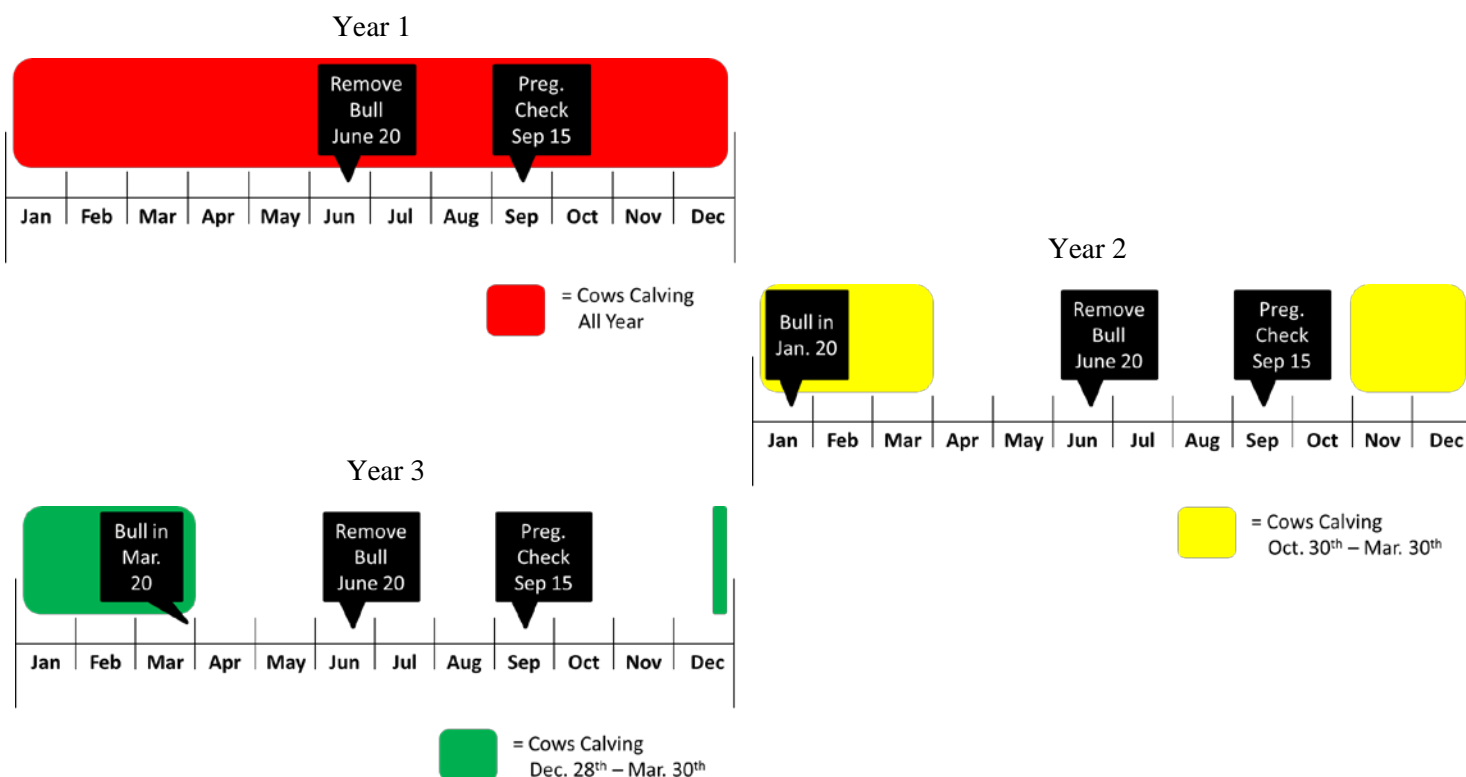 Year 1
Remove
Bull
June 20
Preg.
Check
Sep 15
Jan Feb Mar Apr May Jun Jul Aug Sep Oct Nov Dec
= Cows Calving
All Year
Year 2
Bull in
Jan. 20
Remove
Bull
June 20
Preg.
Check
Sep 15
Jan Feb Mar Apr May Jun Jul Aug Sep Oct Nov Dec
= Cows Calving
Oct. 30th – Mar. 30th
Year 3
Bull in
Mar.
20
Remove
Bull
June 20
Preg.
Check
Sep 15
Jan Feb Mar Apr May Jun Jul Aug Sep Oct Nov Dec
= Cows Calving
Dec. 28th – Mar. 30th